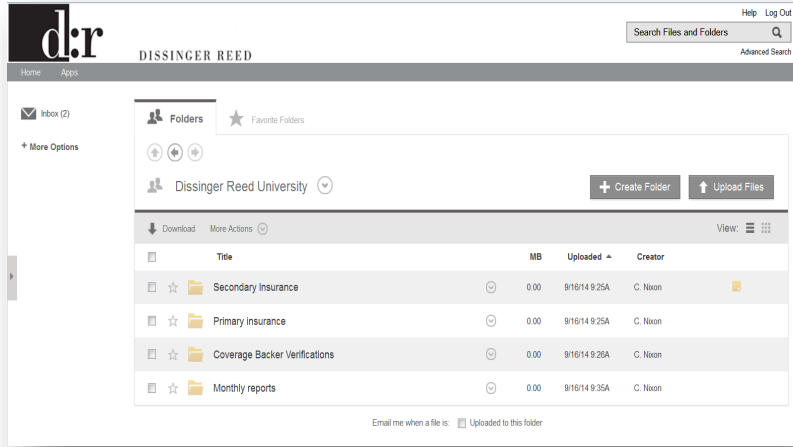 Help Log Out
d:r
Search Files and Folders
DISSINGER REED
Advanced Search
Home Apps
Inbox (2)
Folders Favorite Folders
+ More Options
Dissinger Reed University
Create Folder Upload Files
Download More Actions View:
Title MB Uploaded Creator
Secondary Insurance 0.00 9/16/14 9:25A C. Nixon
Primary insurance 0.00 9/16/14 9:25A C. Nixon
Coverage Backer Verifications 0.00 9/16/14 9:26A C. Nixon
Monthly reports 0.00 9/16/14 9:35A C. Nixon
Email me when a file is: Uploaded to this folder